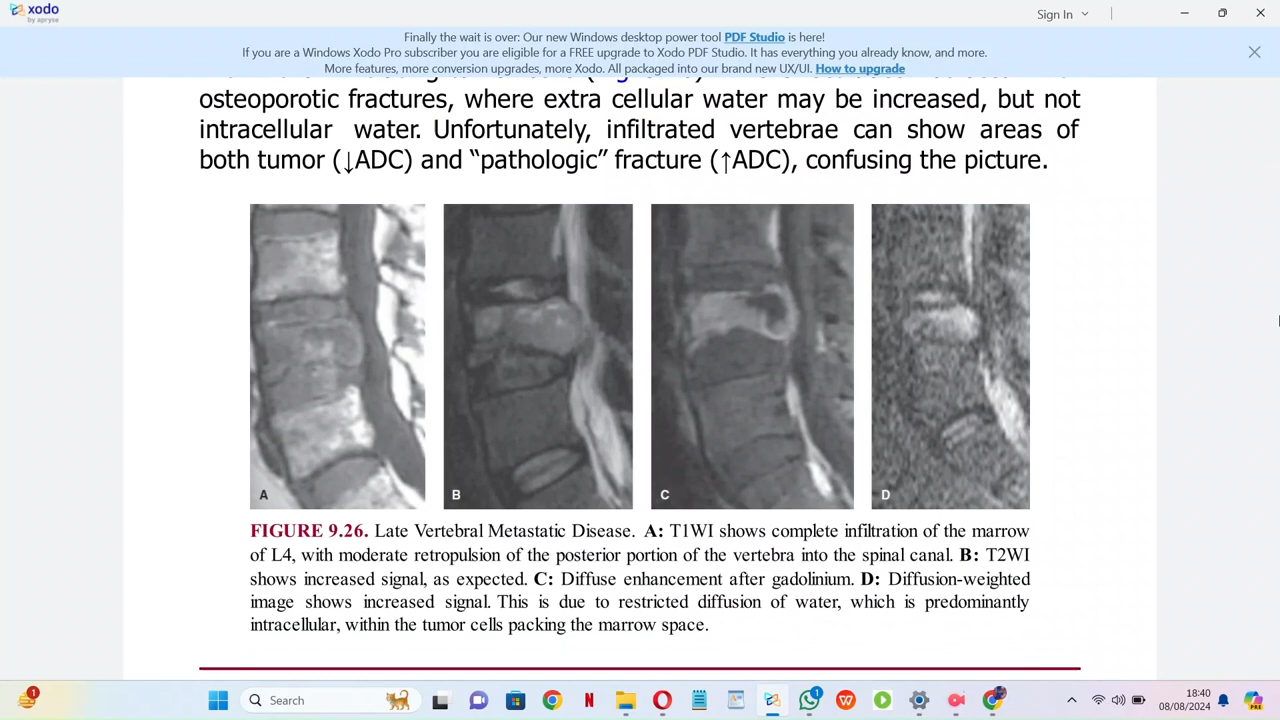 xodo
by apryse
Sign In
Finally the wait is over: Our new Windows desktop power tool PDF Studio is here!
If you are a Windows Xodo Pro subscriber you are eligible for a FREE upgrade to Xodo PDF Studio. It has everything you already know, and more.
More features, more conversion upgrades, more Xodo. All packaged into our brand new UX/UI. How to upgrade
osteoporotic fractures, where extra cellular water may be increased, but not
intracellular water. Unfortunately, infiltrated vertebrae can show areas of
both tumor (↓ADC) and “pathologic” fracture (↑ADC), confusing the picture.
A B C D
FIGURE 9.26. Late Vertebral Metastatic Disease. A: T1WI shows complete infiltration of the marrow
of L4, with moderate retropulsion of the posterior portion of the vertebra into the spinal canal. B: T2WI
shows increased signal, as expected. C: Diffuse enhancement after gadolinium. D: Diffusion-weighted
image shows increased signal. This is due to restricted diffusion of water, which is predominantly
intracellular, within the tumor cells packing the marrow space.
1
Search
N
1
W
18:40
08/08/2024